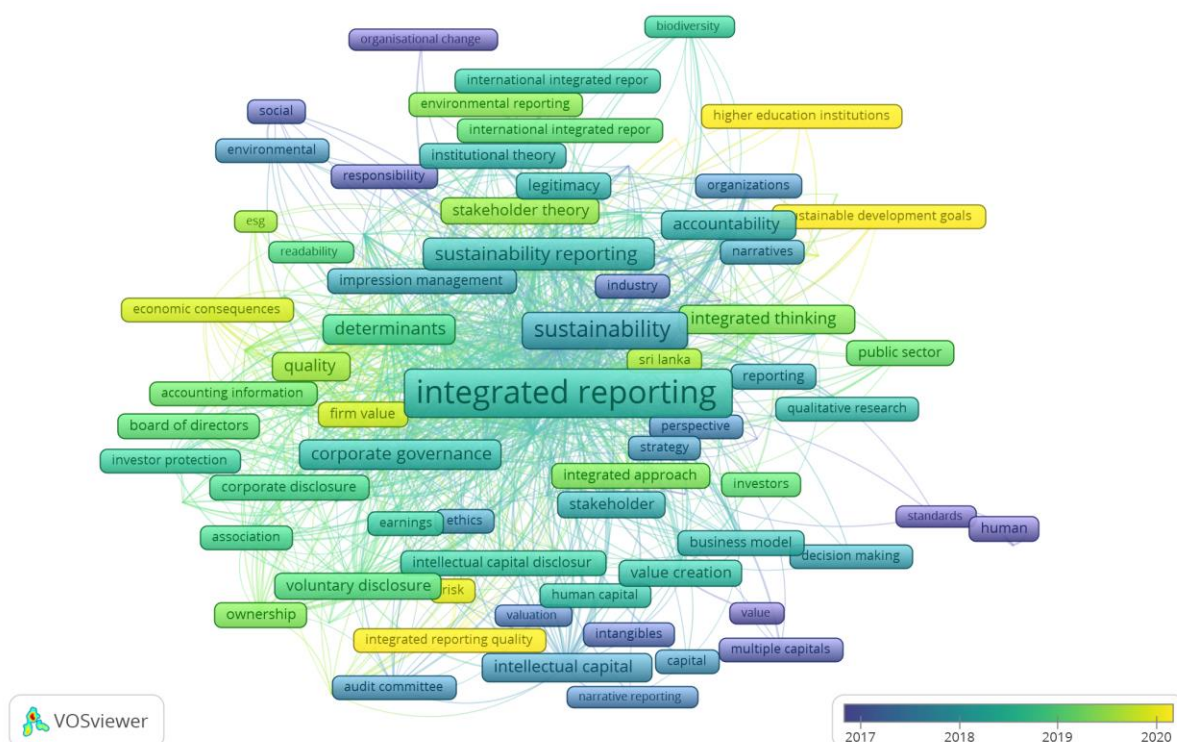 biodiversity
organisational change
international integrated repor
environmental reporting
social
higher education institutions
international integrated repor
environmental
institutional theory
responsibility
legitimacy
organizations
stakeholder theory
esg
sustainable development goals
accountability
readability
sustainability reporting
narratives
impression management
industry
economic consequences
integrated thinking
determinants
sustainability
public sector
sri lanka
quality
reporting
accounting information
integrated reporting
qualitative research
firm value
board of directors
perspective
strategy
corporate governance
investor protection
integrated approach
investors
corporate disclosure
stakeholder
standards
earnings
ethics
human
association
business model
decision making
intellectual capital disclosur
value creation
voluntary disclosure
risk
human capital
ownership
valuation
value
intangibles
integrated reporting quality
multiple capitals
capital
intellectual capital
audit committee
narrative reporting
VOSviewer
2017 2018 2019 2020